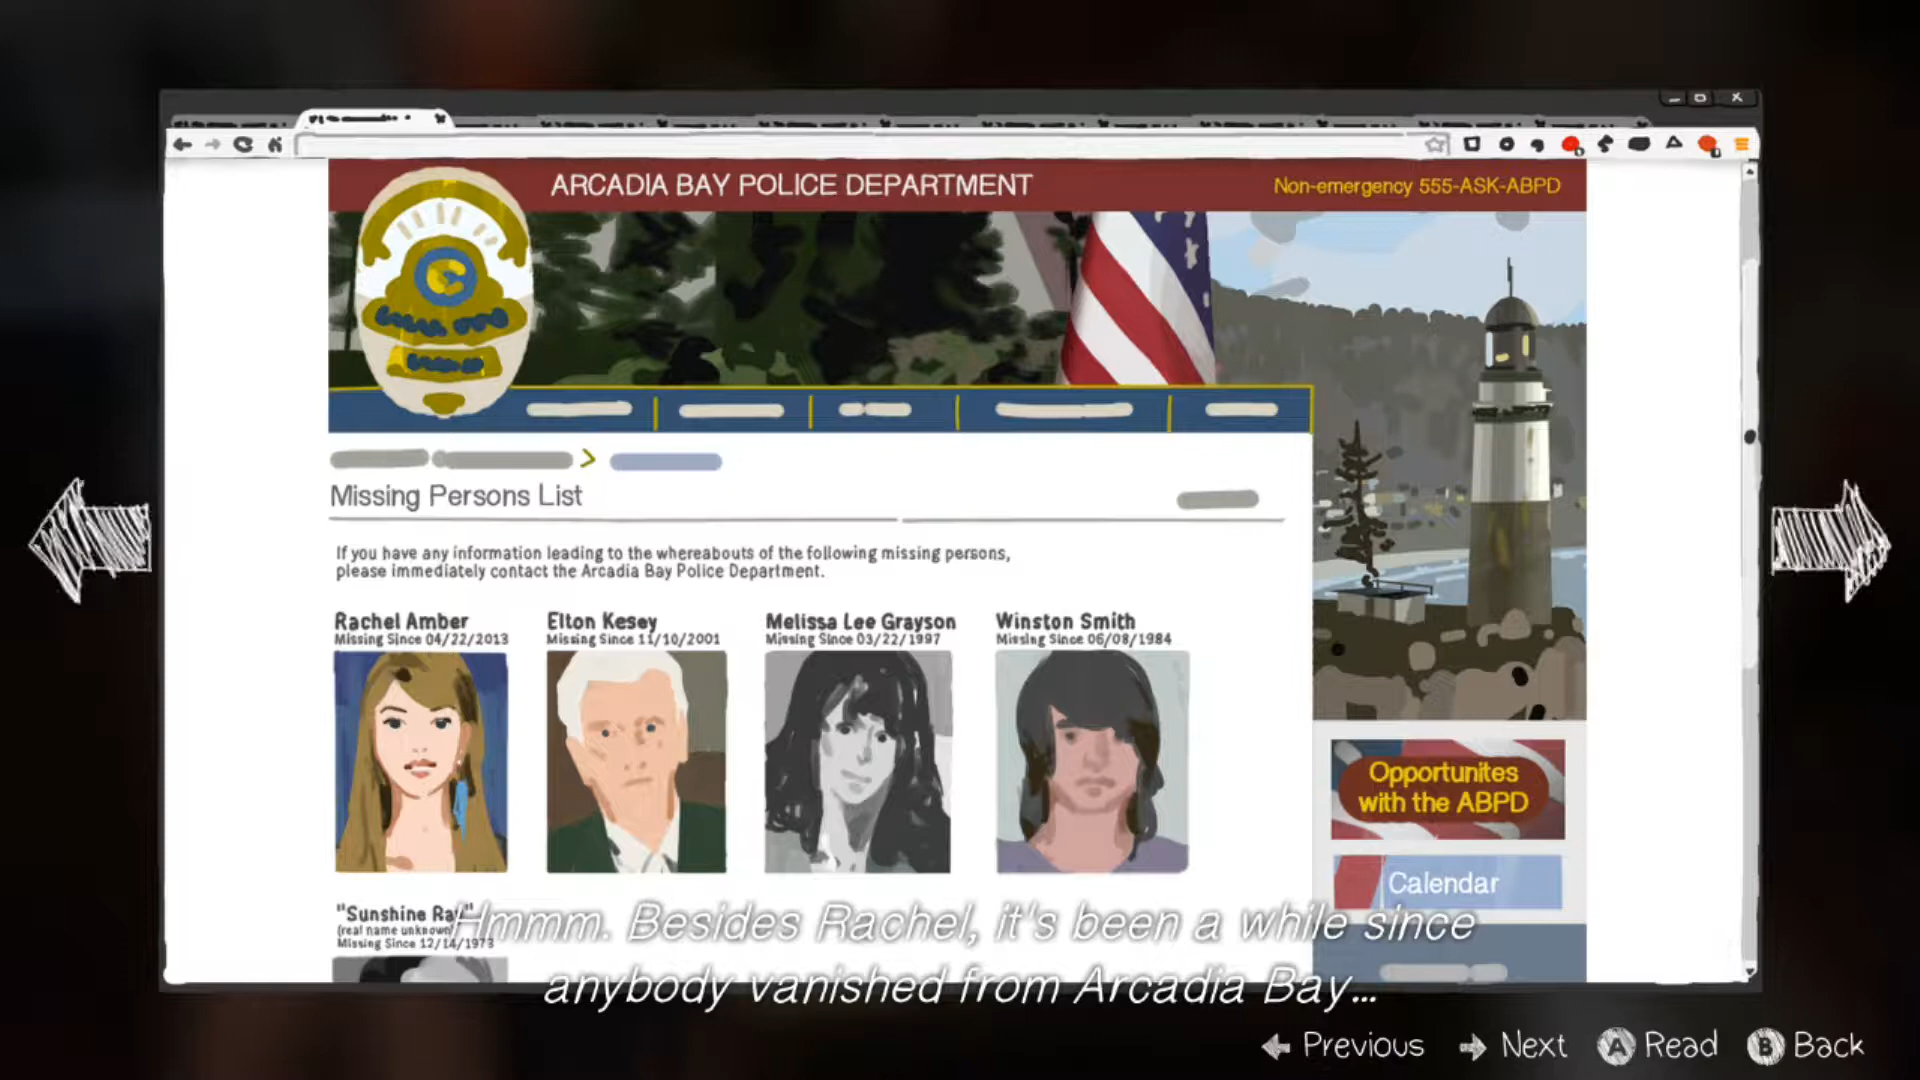 ARCADIA BAY POLICE DEPARTMENT
Non-emergency 555-ASK-ABPD
Missing Persons List
If you have any information leading to the whereabouts of the following missing persons,
please immediately contact the Arcadia Bay Police Department.
Rachel Amber
Missing Since 04/22/2013
Elton Kesey
Missing Since 11/10/2001
Melissa Lee Grayson
Missing Since 03/22/1997
Winston Smith
Missing Since 06/08/1984
"Sunshine Ray"
(real name unknown)
Missing Since 12/14/1973
Opportunites
with the ABPD
Calendar
Hmmm. Besides Rachel, it's been a while since
anybody vanished from Arcadia Bay...
Previous
Next
A Read
B Back